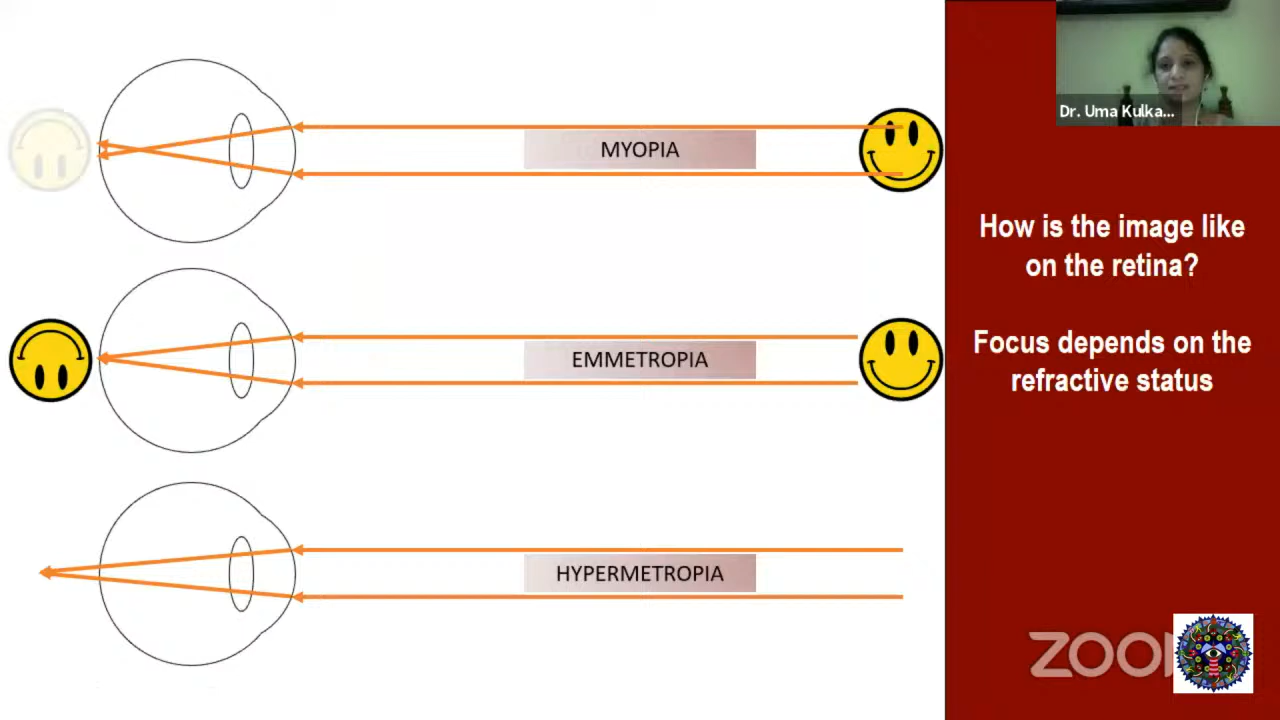 MYOPIA
EMMETROPIA
HYPERMETROPIA
Dr. Uma Kulka...
How is the image like
on the retina?
Focus depends on the
refractive status
ZOO